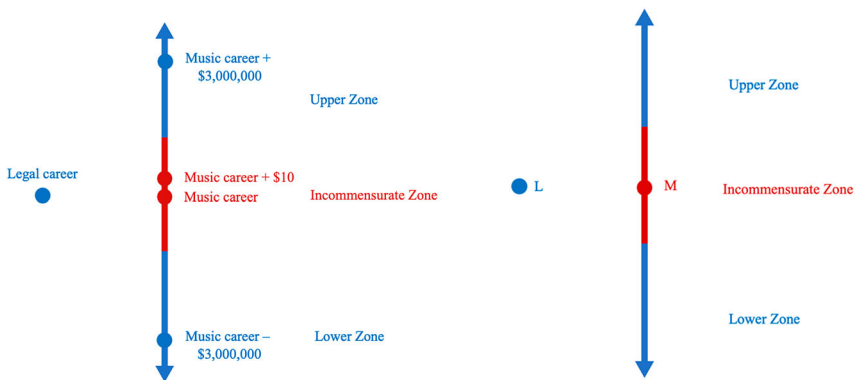 Music career +
$3,000,000
Upper Zone
Legal career
Music career + $10
Music career
Incommensurate Zone
Music career –
$3,000,000
Lower Zone
Upper Zone
L
M
Incommensurate Zone
Lower Zone